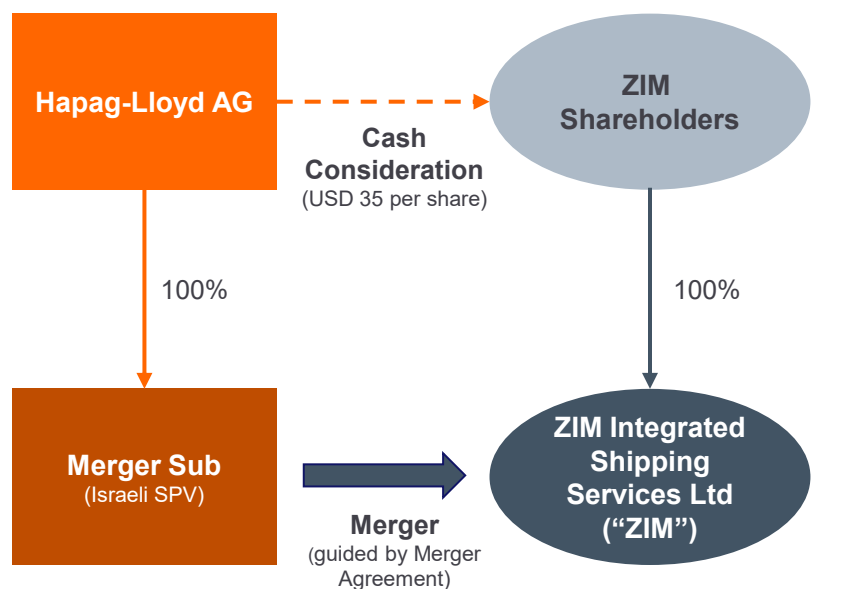 Hapag-Lloyd AG
ZIM
Shareholders
Cash
Consideration
(USD 35 per share)
100%
100%
Merger Sub
(Israeli SPV)
Merger
(guided by Merger
Agreement)
ZIM Integrated
Shipping
Services Ltd
(“ZIM”)